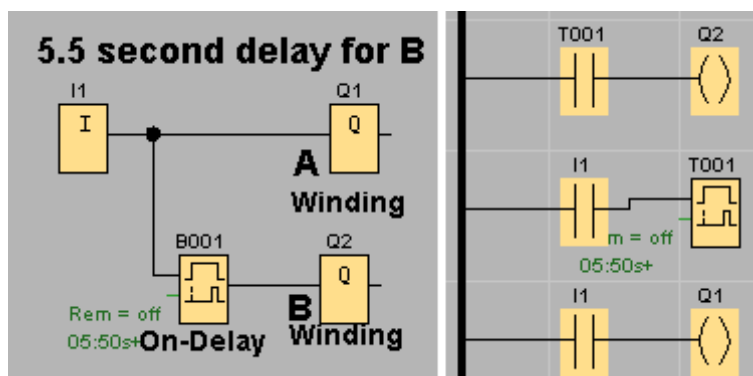 5.5 second delay for B
I1
I
Q1
Q
A
Winding
B001
Q2
Q
Rem = off
05:50s+
On-Delay
B
Winding
T001
Q2
I1
T001
m = off
05:50s+
I1
Q1